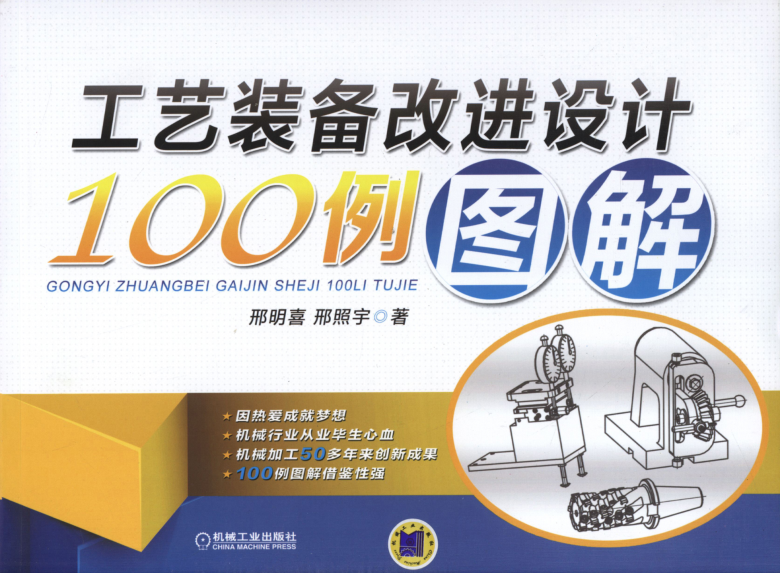 工艺装备改进设计
100例图解
GONGYI ZHUANGBEI GAIJIN SHEJI 100LI TUJIE
邢明喜 邢照宇◎著
★因热爱成就梦想
★机械行业从业毕生心血
★机械加工50多年来创新成果
★100例图解借鉴性强
机械工业出版社
CHINA MACHINE PRESS